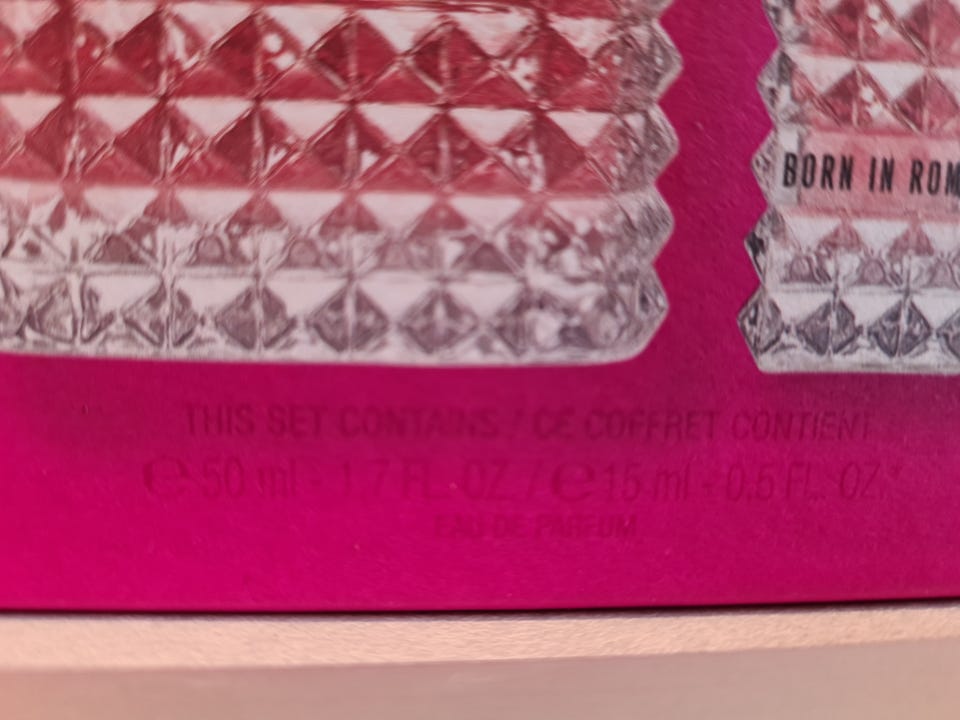 BORN IN ROM
THIS SET CONTAINS / CE COFFRET CONTIENT
℮ 50 ml - 1.7 FL. OZ / ℮ 15 ml - 0.5 FL. OZ.*
EAU DE PARFUM